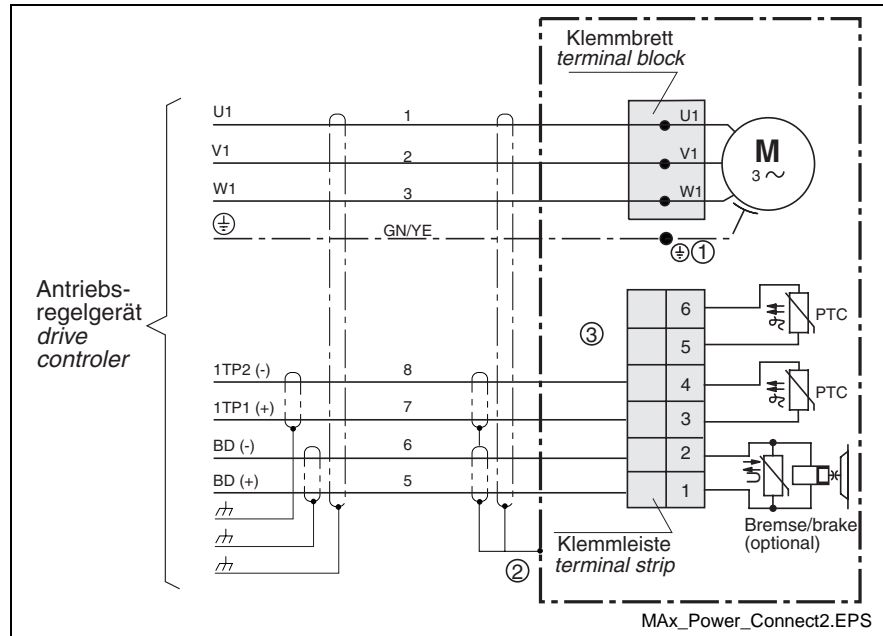 Klemmbrett
terminal block
U1
1
U1
V1
2
V1
M
3 ~
W1
3
W1
GN/YE
1
Antriebs-
regelgerät
drive
controler
3
6
PTC
5
1TP2 (-)
8
4
1TP1 (+)
7
3
PTC
ϑ
ϑ
BD (-)
6
2
BD (+)
5
1
U
Bremse/brake
(optional)
Klemmleiste
terminal strip
2
MAx_Power_Connect2.EPS